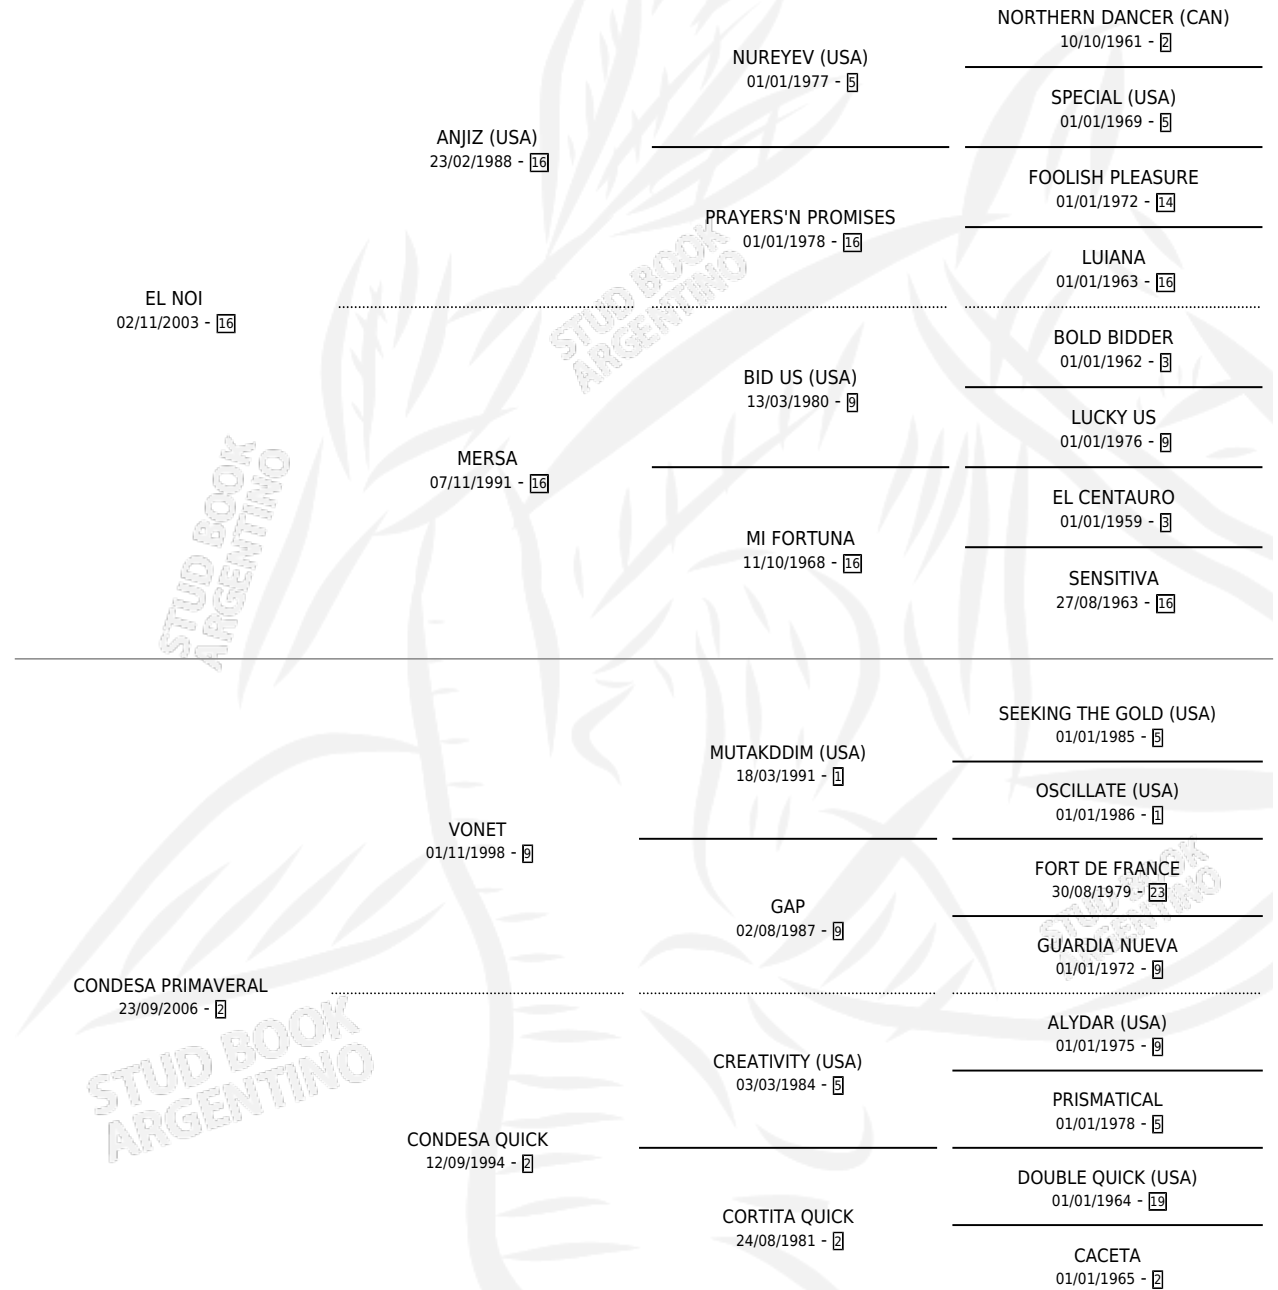 NORTHERN DANCER (CAN)
10/10/1961 - 2
NUREYEV (USA)
01/01/1977 - 5
SPECIAL (USA)
01/01/1969 - 5
ANJIZ (USA)
23/02/1988 - 16
FOOLISH PLEASURE
01/01/1972 - 14
PRAYERS'N PROMISES
01/01/1978 - 16
LUIANA
01/01/1963 - 16
EL NOI
02/11/2003 - 16
BOLD BIDDER
01/01/1962 - 3
BID US (USA)
13/03/1980 - 9
LUCKY US
01/01/1976 - 9
MERSA
07/11/1991 - 16
EL CENTAURO
01/01/1959 - 3
MI FORTUNA
11/10/1968 - 16
SENSITIVA
27/08/1963 - 16
STUD BOOK
ARGENTINO
STUD BOOK
ARGENTINO
SEEKING THE GOLD (USA)
01/01/1985 - 5
MUTAKDDIM (USA)
18/03/1991 - 1
OSCILLATE (USA)
01/01/1986 - 1
VONET
01/11/1998 - 9
FORT DE FRANCE
30/08/1979 - 23
GAP
02/08/1987 - 9
GUARDIA NUEVA
01/01/1972 - 9
CONDESA PRIMAVERAL
23/09/2006 - 2
ALYDAR (USA)
01/01/1975 - 9
CREATIVITY (USA)
03/03/1984 - 5
PRISMATICAL
01/01/1978 - 5
CONDESA QUICK
12/09/1994 - 2
DOUBLE QUICK (USA)
01/01/1964 - 19
CORTITA QUICK
24/08/1981 - 2
CACETA
01/01/1965 - 2
STUD BOOK
ARGENTINO
STUD BOOK
ARGENTINO